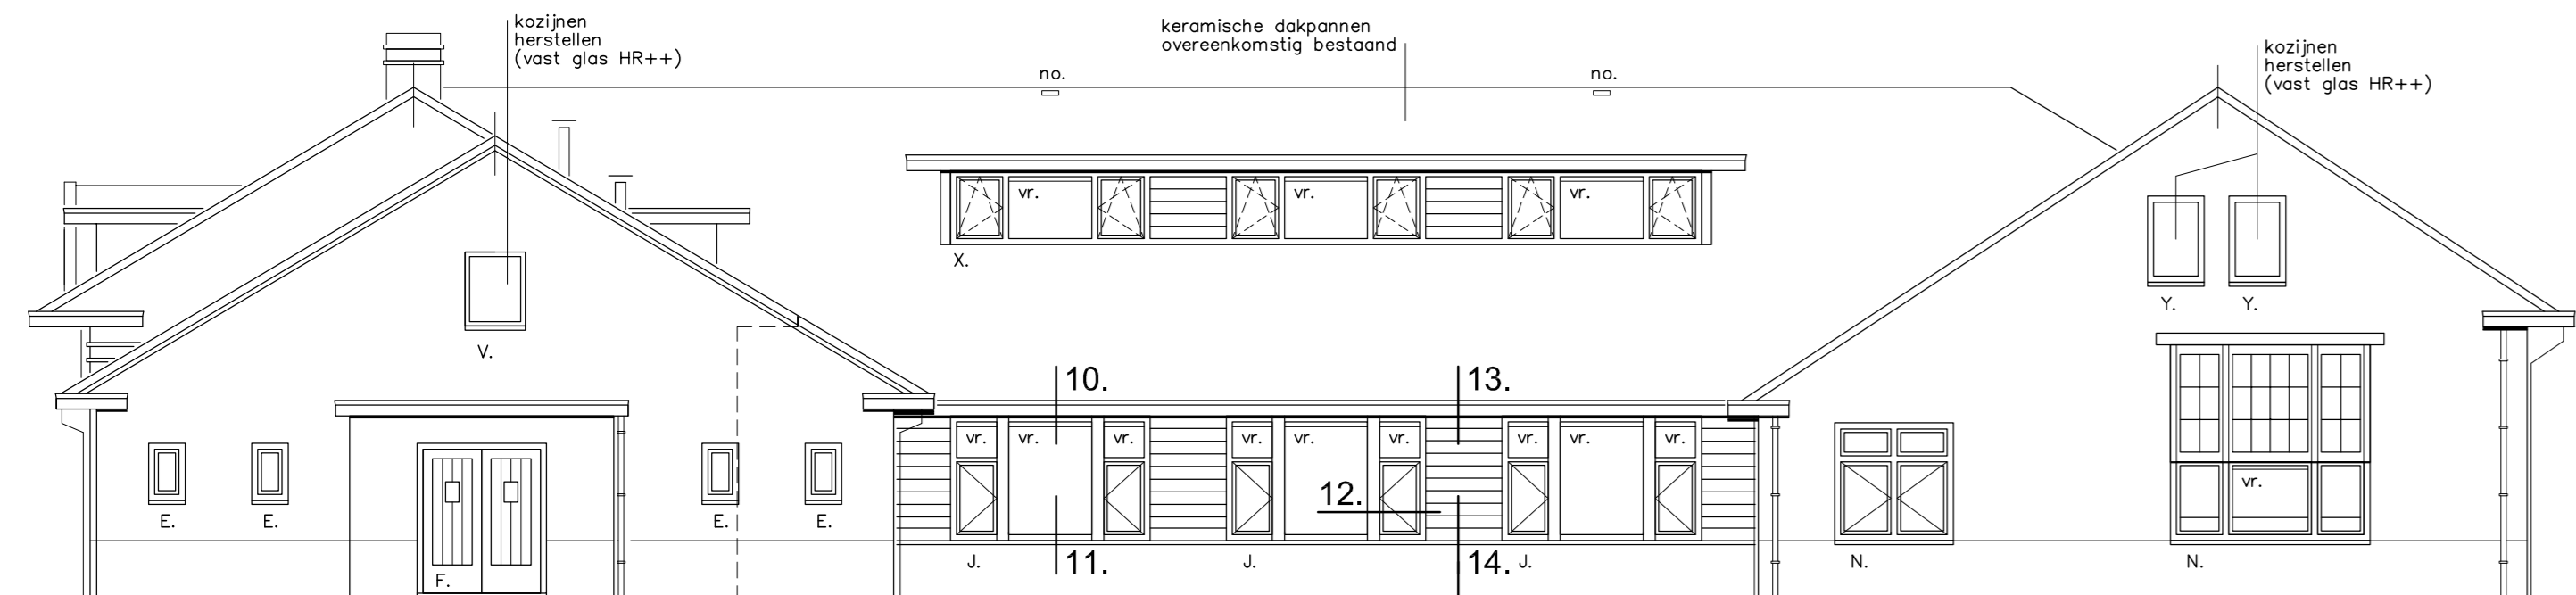 kozijnen
herstellen
(vast glas HR++)
keramische dakpannen
overeenkomstig bestaand
kozijnen
herstellen
(vast glas HR++)
no.
no.
vr.
vr.
vr.
X.
Y.
Y.
V.
10.
13.
vr.
vr.
vr.
vr.
vr.
vr.
vr.
vr.
vr.
vr.
12.
E.
E.
E.
E.
F.
J.
11.
J.
14.
J.
N.
N.